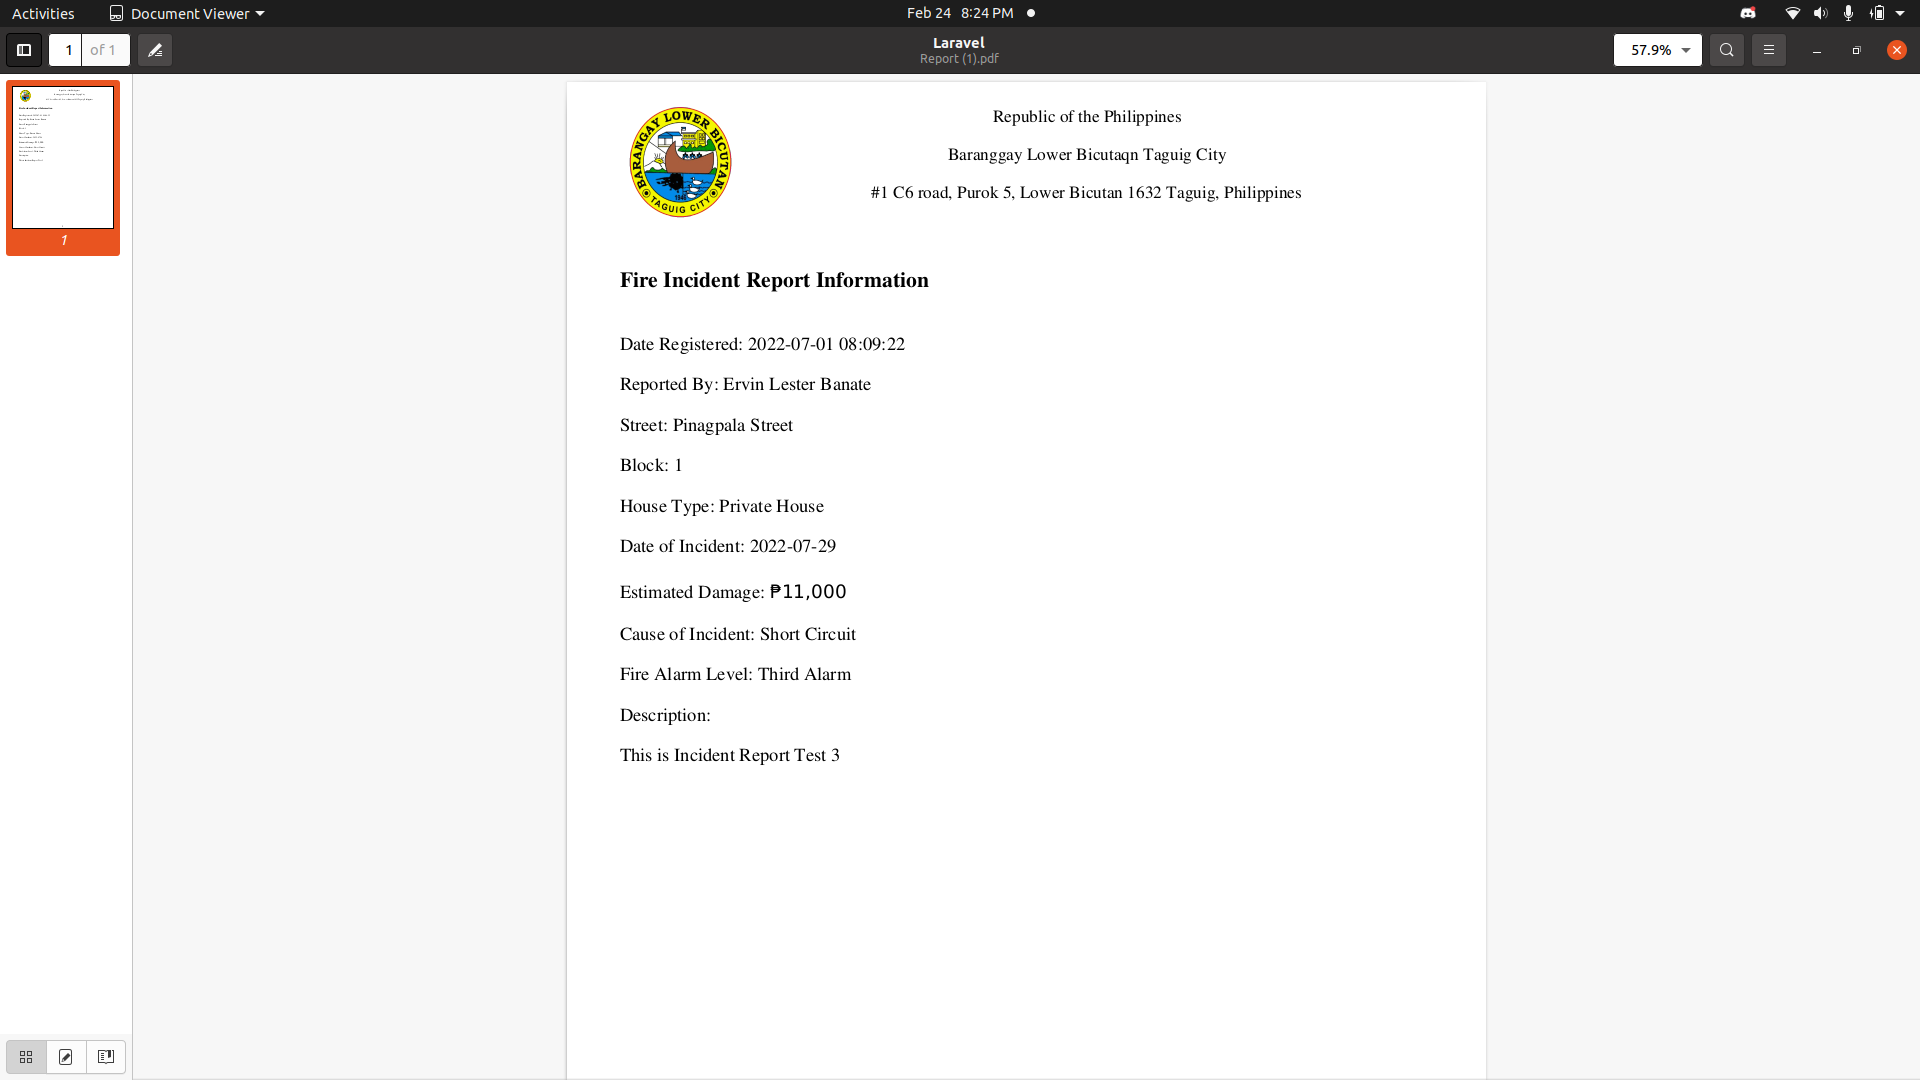 Activities
Document Viewer
Feb 24 8:24 PM
1 of 1
Laravel
Report (1).pdf
57.9%
1
BARANGAY LOWER BICUTAN
TAGUIG CITY
Republic of the Philippines
Baranggay Lower Bicutaqn Taguig City
#1 C6 road, Purok 5, Lower Bicutan 1632 Taguig, Philippines
Fire Incident Report Information
Date Registered: 2022-07-01 08:09:22
Reported By: Ervin Lester Banate
Street: Pinagpala Street
Block: 1
House Type: Private House
Date of Incident: 2022-07-29
Estimated Damage: ₱11,000
Cause of Incident: Short Circuit
Fire Alarm Level: Third Alarm
Description:
This is Incident Report Test 3